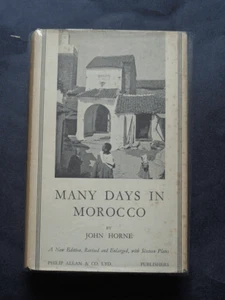 MANY DAYS IN
MOROCCO
BY
JOHN HORNE
A New Edition, Revised and Enlarged, with Sixteen Plates
PHILIP ALLAN & CO LTD. PUBLISHERS